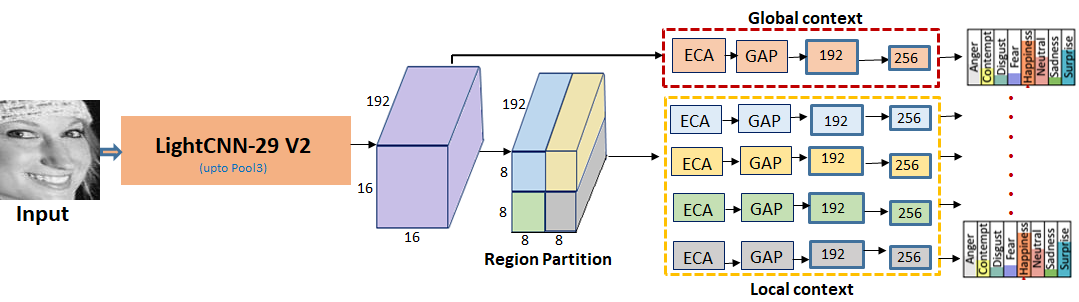 Global context
ECA GAP 192 256
Anger Contempt Disgust Fear Happiness Neutral Sadness Surprise
192
192
LightCNN-29 V2
(upto Pool3)
ECA GAP 192 256
8
ECA GAP 192 256
16
Input
8
ECA GAP 192 256
16
8 8
Region Partition
ECA GAP 192 256
Anger Contempt Disgust Fear Happiness Neutral Sadness Surprise
Local context